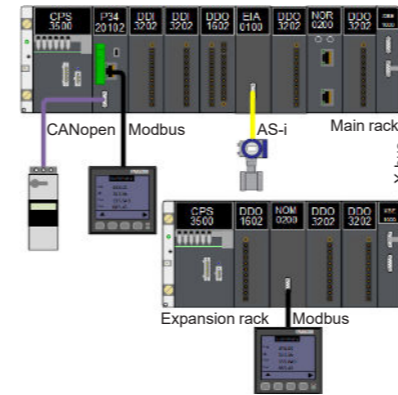 CPS 3500
P34 20102
DDI 3202
DDI 3202
DDO 1602
EIA 0100
DDO 3202
NOR 0200
DDO 3202
CANopen
Modbus
AS-i
Main rack
CPS 3500
DDO 1602
NOM 0200
DDO 3202
DDO 3202
Expansion rack
Modbus